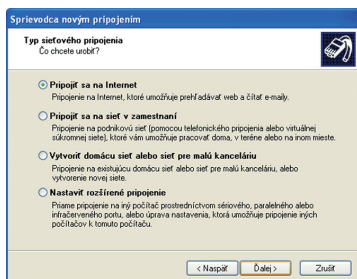 Sprievodca novým pripojením
Typ sieťového pripojenia
Čo chcete urobiť?
Pripojiť sa na Internet
Pripojenie na Internet, ktoré umožňuje prehľadávať web a čítať e-maily.
Pripojiť sa na sieť v zamestnaní
Pripojenie na podnikovú sieť (pomocou telefonického pripojenia alebo virtuálnej
súkromnej siete), ktoré vám umožňuje pracovať doma, v teréne alebo na inom mieste.
Vytvoriť domácu sieť alebo sieť pre malú kanceláriu
Pripojenie na existujúcu domácu sieť alebo sieť pre malú kanceláriu, alebo
vytvorenie novej siete.
Nastaviť rozšírené pripojenie
Priame pripojenie na iný počítač prostredníctvom sériového, paralelného alebo
infračerveného portu, alebo úprava nastavenia, ktorá umožňuje pripojenie iných
počítačov k tomuto počítaču.
< Naspäť Ďalej > Zrušiť